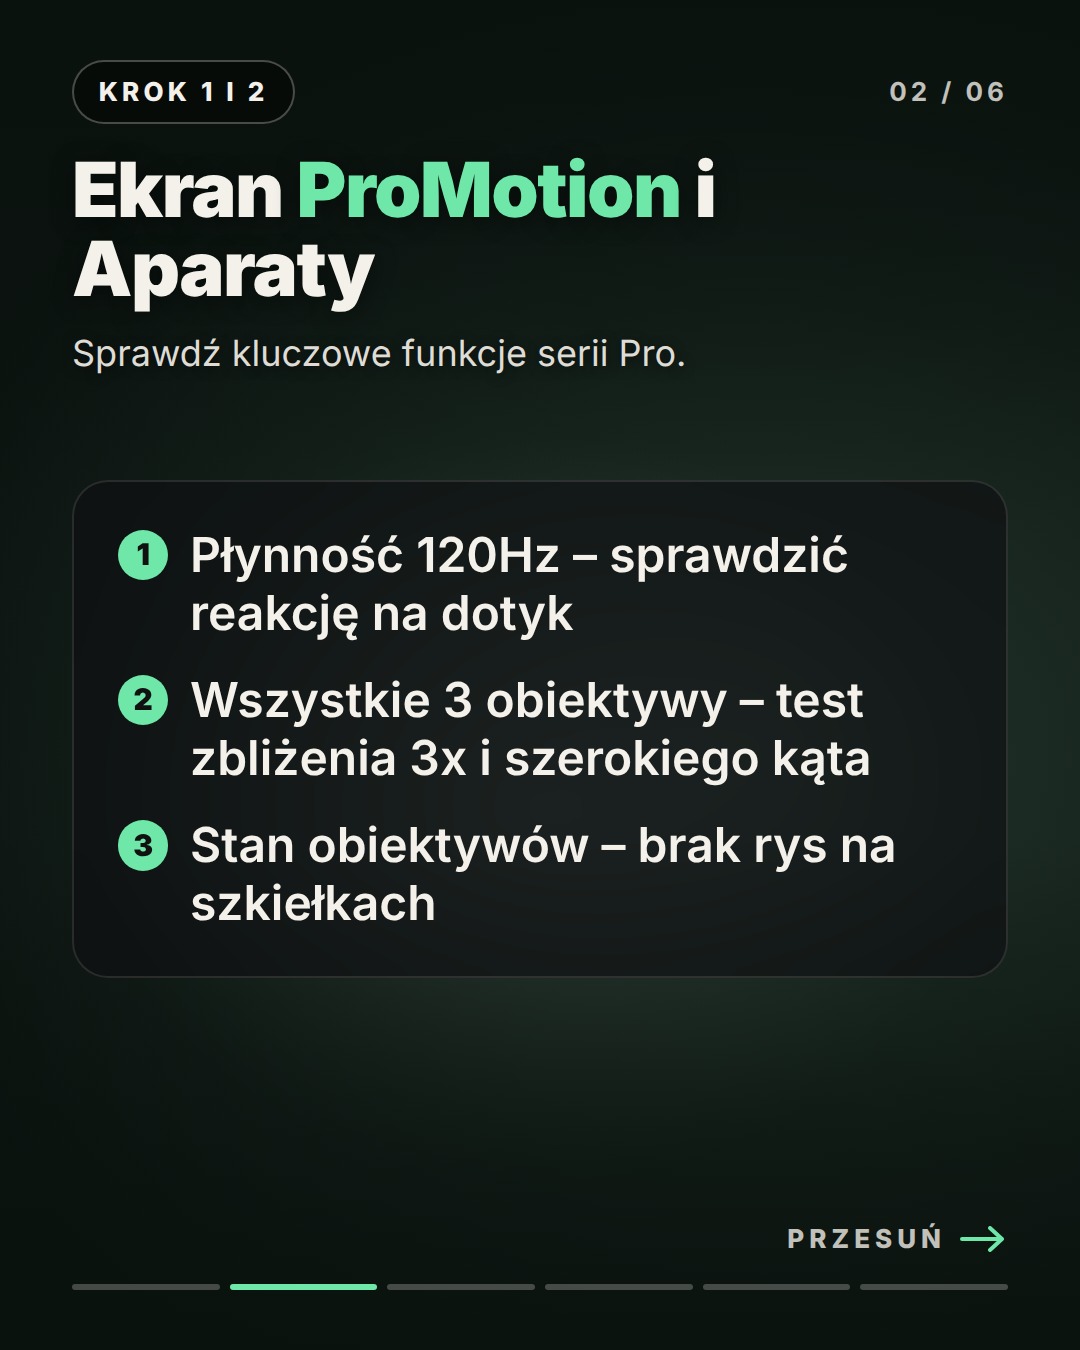 KROK 1 I 2
02 / 06
Ekran ProMotion i
Aparaty
Sprawdź kluczowe funkcje serii Pro.
1 Płynność 120Hz – sprawdzić
reakcję na dotyk
2 Wszystkie 3 obiektywy – test
zbliżenia 3x i szerokiego kąta
3 Stan obiektywów – brak rys na
szkiełkach
PRZESUŃ